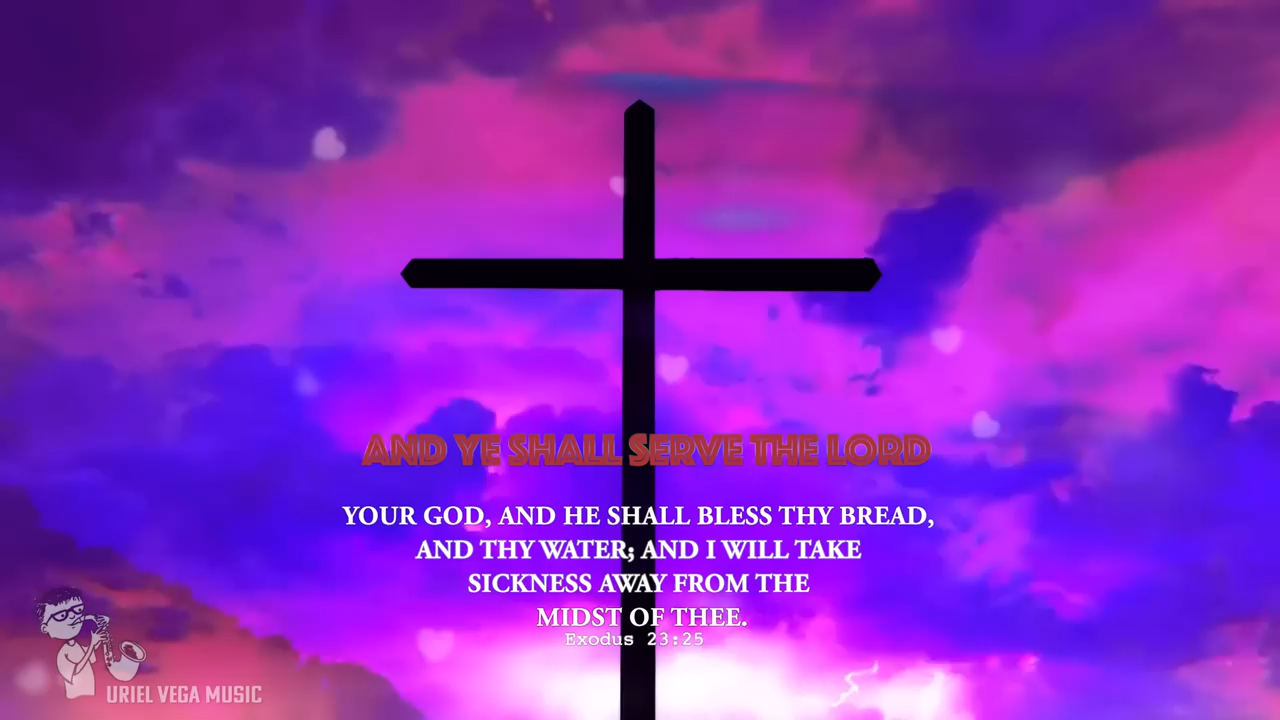 AND YE SHALL SERVE THE LORD
YOUR GOD, AND HE SHALL BLESS THY BREAD,
AND THY WATER; AND I WILL TAKE
SICKNESS AWAY FROM THE
MIDST OF THEE.
Exodus 23:25
URIEL VEGA MUSIC